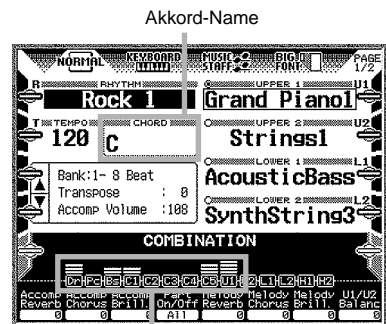 Akkord-Name
NORMAL KEYBOARD MUSIC STAFF BIG FONT PAGE 1/2
R RHYTHM UPPER 1 U1
Rock 1 Grand Piano1
T TEMPO CHORD UPPER 2 U2
120 C Strings1
LOWER 1 L1
Bank:1- 8 Beat AcousticBass
Transpose : 0 LOWER 2 L2
Accomp Volume :108 SynthString3
COMBINATION
Dr Pc Bs C1 C2 C3 C4 C5 U1 U2 L1 L2 H1 H2
Accomp Accomp Accomp Part Melody Melody Melody U1/U2
Reverb Chorus Brill. On/Off Reverb Chorus Brill. Balanc
0 0 0 All 0 0 0 0